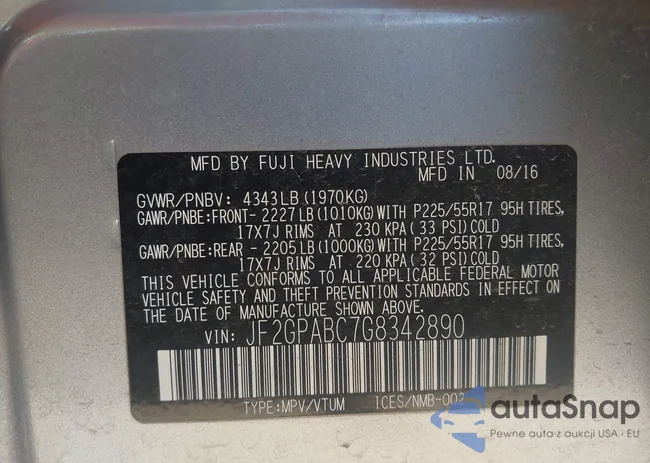 MFD BY FUJI HEAVY INDUSTRIES LTD.
MFD IN 08/16
GVWR/PNBV: 4343LB (1970KG)
GAWR/PNBE:FRONT- 2227LB(1010KG)WITH P225/55R17 95H TIRES,
17X7J RIMS AT 230 KPA( 33 PSI)COLD
GAWR/PNBE:REAR - 2205LB(1000KG)WITH P225/55R17 95H TIRES,
17X7J RIMS AT 220 KPA( 32 PSI)COLD
THIS VEHICLE CONFORMS TO ALL APPLICABLE FEDERAL MOTOR
VEHICLE SAFETY AND THEFT PREVENTION STANDARDS IN EFFECT ON
THE DATE OF MANUFACTURE SHOWN ABOVE.
VIN: JF2GPABC7G8342890
TYPE:MPV/VTUM ICES/NMB-002
autaSnap
Pewne auta z aukcji USA i EU